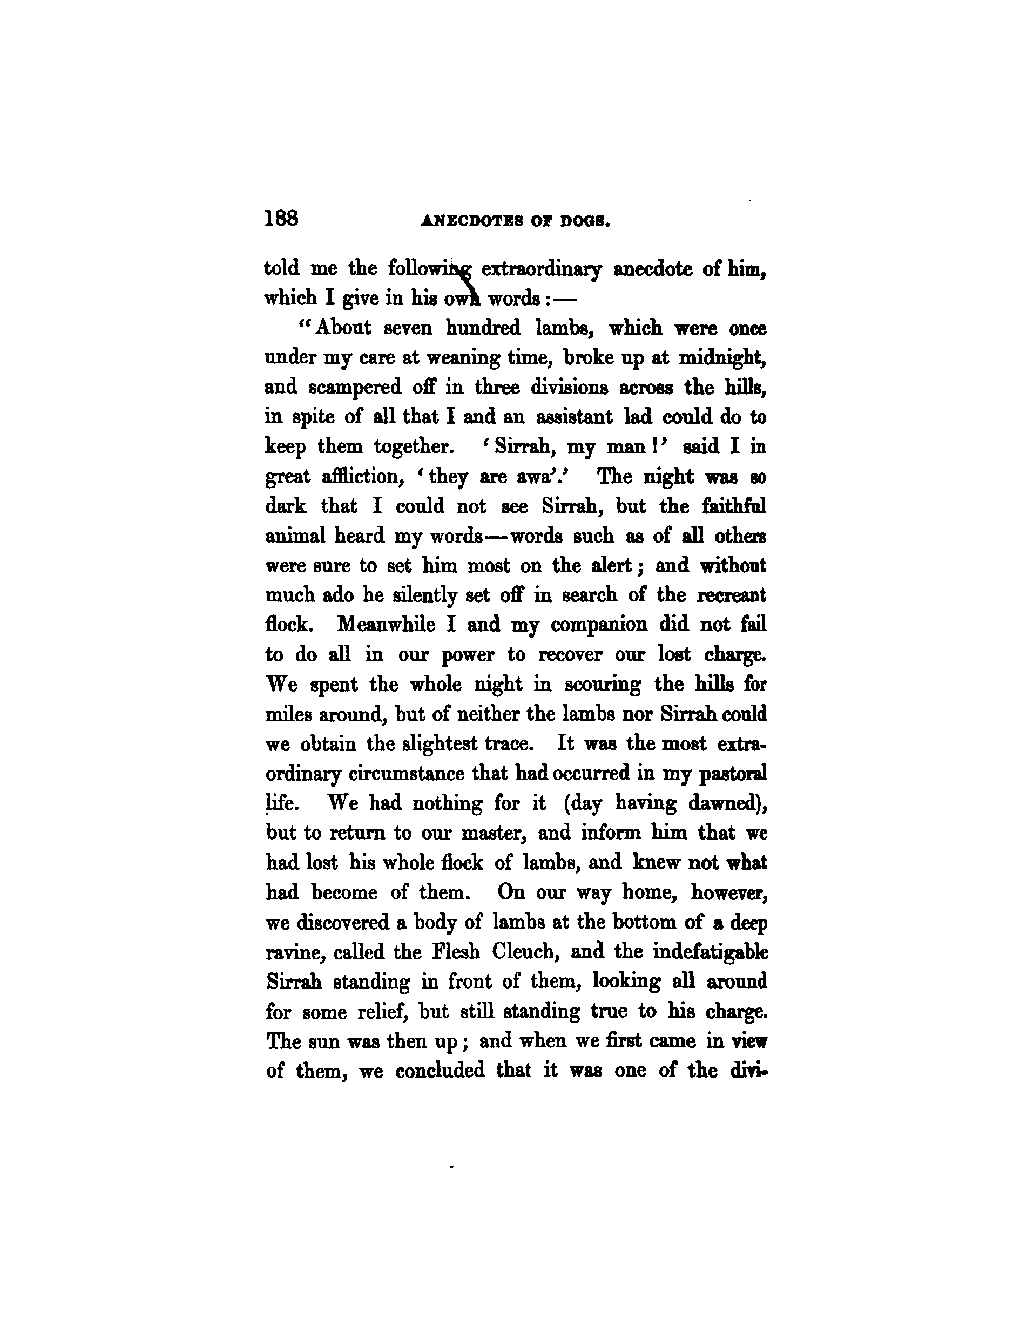 188 ANECDOTES OF DOGS.
told me the following extraordinary anecdote of him,
which I give in his own words:—
“About seven hundred lambs, which were once
under my care at weaning time, broke up at midnight,
and scampered off in three divisions across the hills,
in spite of all that I and an assistant lad could do to
keep them together. ‘Sirrah, my man!’ said I in
great affliction, ‘they are awa’.’ The night was so
dark that I could not see Sirrah, but the faithful
animal heard my words—words such as of all others
were sure to set him most on the alert; and without
much ado he silently set off in search of the recreant
flock. Meanwhile I and my companion did not fail
to do all in our power to recover our lost charge.
We spent the whole night in scouring the hills for
miles around, but of neither the lambs nor Sirrah could
we obtain the slightest trace. It was the most extra-
ordinary circumstance that had occurred in my pastoral
life. We had nothing for it (day having dawned),
but to return to our master, and inform him that we
had lost his whole flock of lambs, and knew not what
had become of them. On our way home, however,
we discovered a body of lambs at the bottom of a deep
ravine, called the Flesh Cleuch, and the indefatigable
Sirrah standing in front of them, looking all around
for some relief, but still standing true to his charge.
The sun was then up; and when we first came in view
of them, we concluded that it was one of the divi-